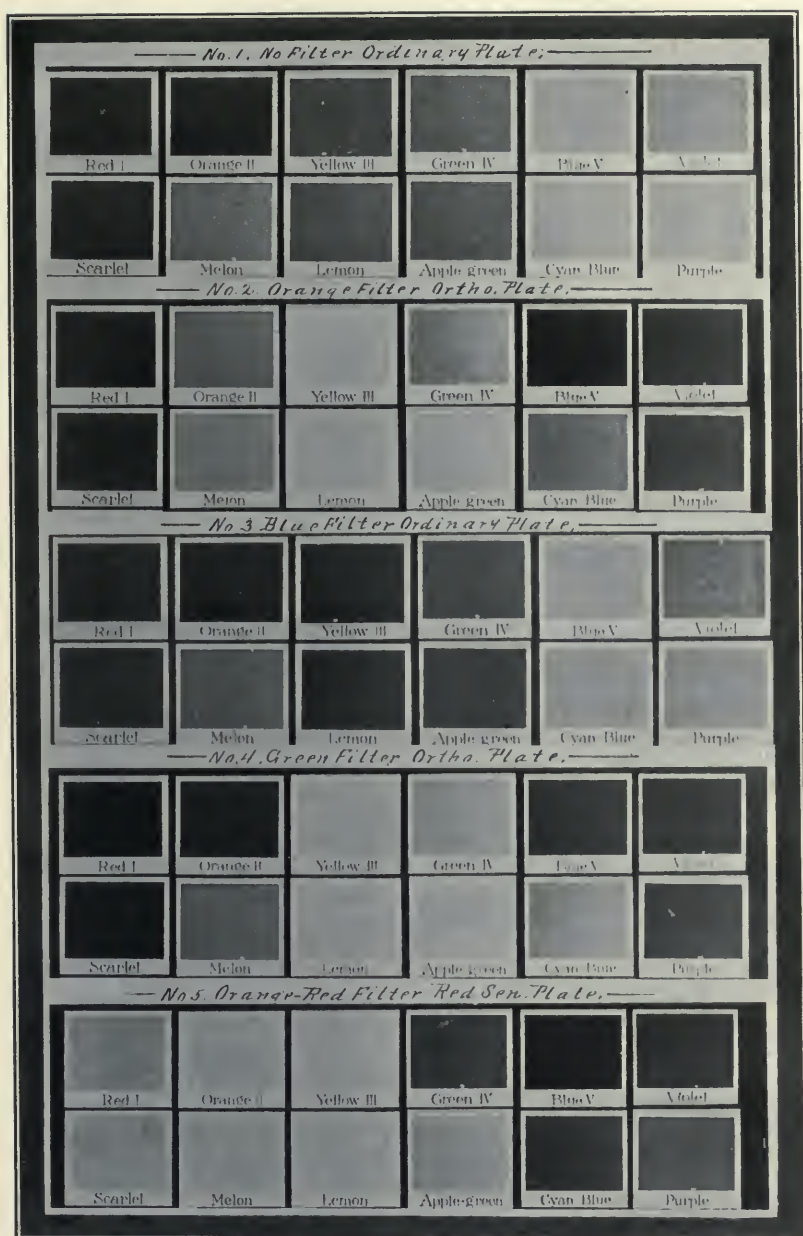 No. 1. No Filter Ordinary Plate.
Red I Orange II Yellow III Green IV Blue V Violet
Scarlet Melon Lemon Apple green Cyan Blue Purple
No. 2. Orange Filter Ortho. Plate.
Red I Orange II Yellow III Green IV Blue V Violet
Scarlet Melon Lemon Apple green Cyan Blue Purple
No. 3 Blue Filter Ordinary Plate.
Red I Orange II Yellow III Green IV Blue V Violet
Scarlet Melon Lemon Apple green Cyan Blue Purple
No. 4. Green Filter Ortho. Plate.
Red I Orange II Yellow III Green IV Blue V Violet
Scarlet Melon Lemon Apple green Cyan Blue Purple
No 5. Orange-Red Filter Red Sen. Plate.
Red I Orange II Yellow III Green IV Blue V Violet
Scarlet Melon Lemon Apple-green Cyan Blue Purple